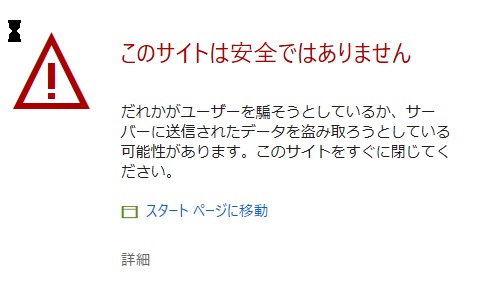 このサイトは安全ではありません
だれかがユーザーを騙そうとしているか、サー
バーに送信されたデータを盗み取ろうとしている
可能性があります。このサイトをすぐに閉じてく
ださい。
スタート ページに移動
詳細